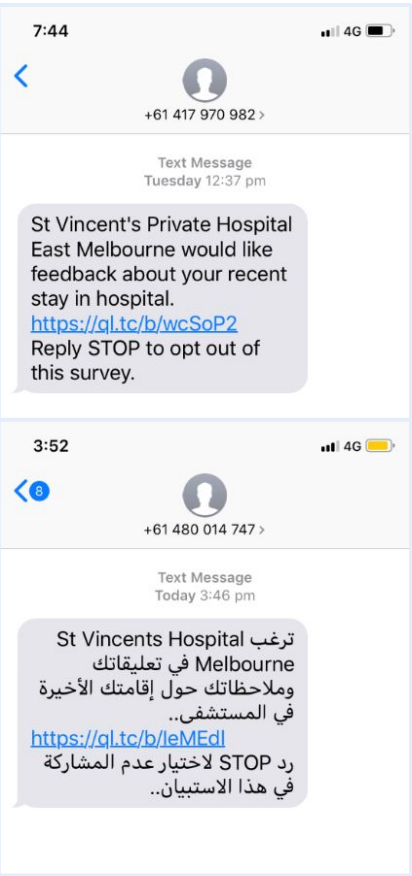 7:44
4G
+61 417 970 982 >
Text Message
Tuesday 12:37 pm
St Vincent's Private Hospital
East Melbourne would like
feedback about your recent
stay in hospital.
https://ql.tc/b/wcSoP2
Reply STOP to opt out of
this survey.
3:52
4G
8
+61 480 014 747 >
Text Message
Today 3:46 pm
ترغب St Vincents Hospital
Melbourne في تعليقاتك
وملاحظاتك حول إقامتك الأخيرة
في المستشفى..
https://ql.tc/b/leMEdI
رد STOP لاختيار عدم المشاركة
في هذا الاستبيان..